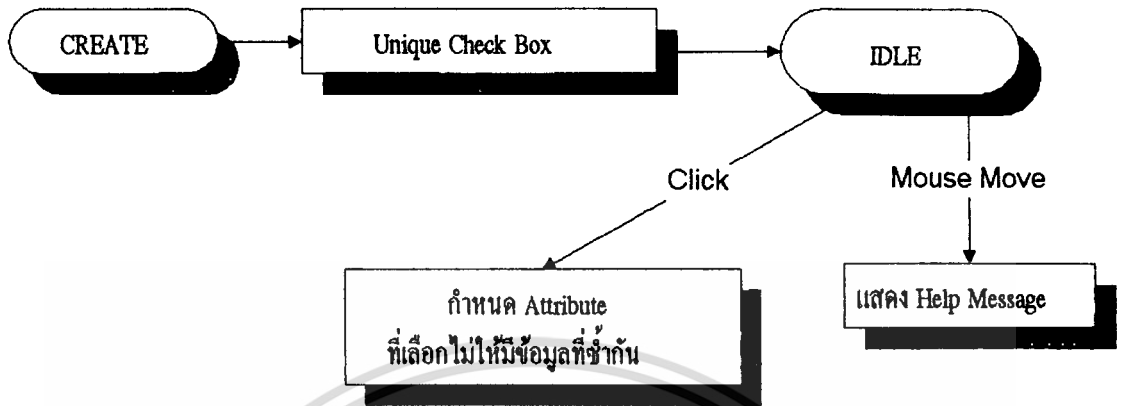 CREATE
Unique Check Box
IDLE
Click
Mouse Move
กำหนด Attribute
ที่เลือกไม่ให้มีข้อมูลที่ซ้ำกัน
แสดง Help Message